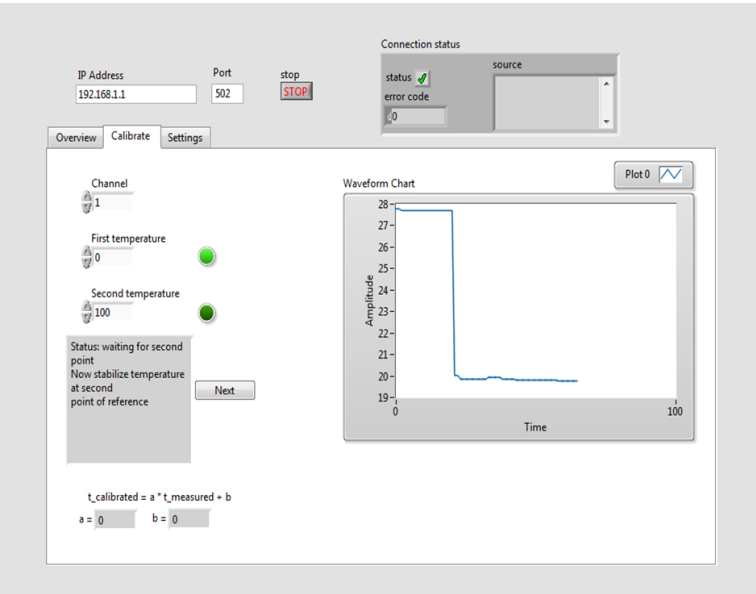 Connection status
IP Address
Port
stop
192.168.1.1
502
STOP
status
source
error code
d0
Overview
Calibrate
Settings
Channel
1
First temperature
0
Second temperature
100
Status: waiting for second
point
Now stabilize temperature
at second
point of reference
Next
t_calibrated = a * t_measured + b
a = 0
b = 0
Waveform Chart
Plot 0
Amplitude
28
27
26
25
24
23
22
21
20
19
0
100
Time